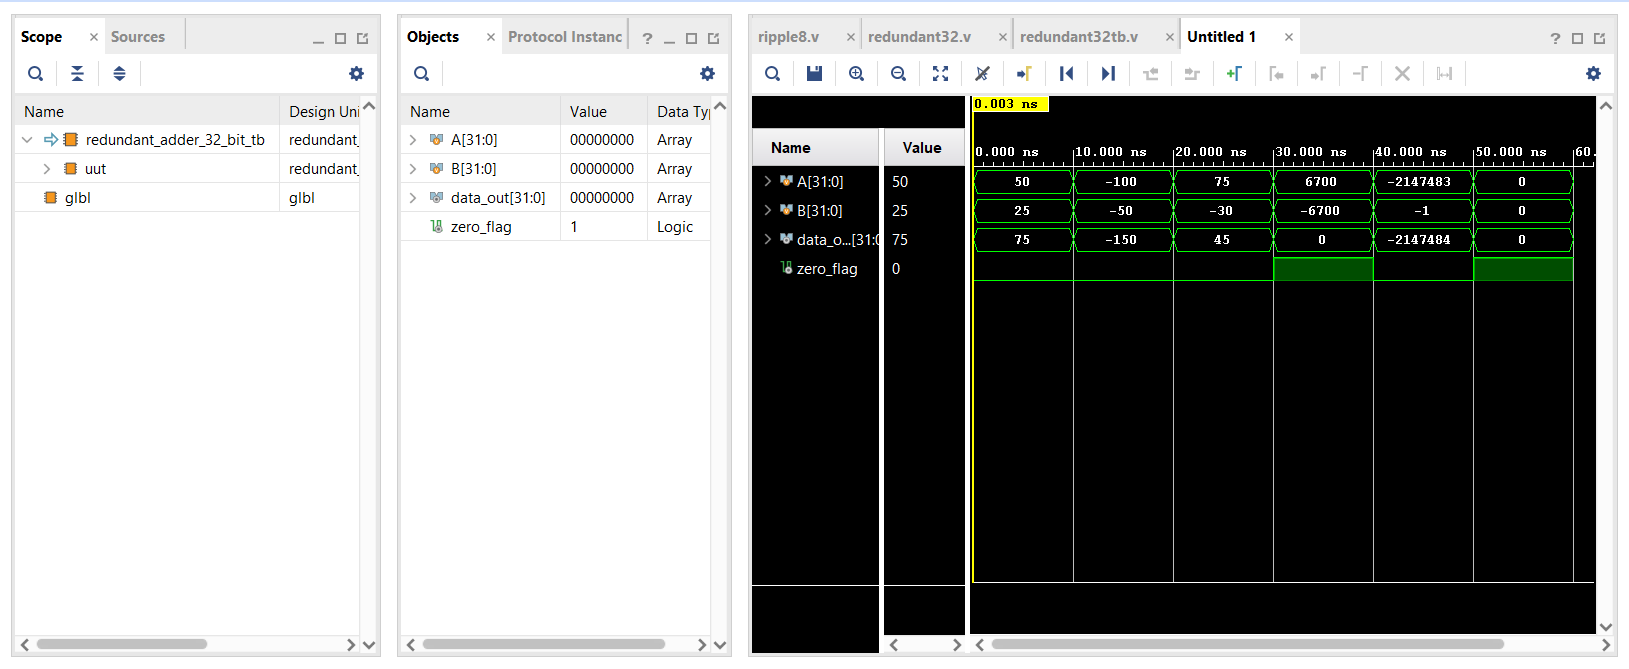 Scope × Sources
Name Design Uni
redundant_adder_32_bit_tb redundant_
uut redundant_
glbl glbl
Objects × Protocol Instanc ?
Name Value Data Ty
A[31:0] 00000000 Array
B[31:0] 00000000 Array
data_out[31:0] 00000000 Array
zero_flag 1 Logic
ripple8.v × redundant32.v × redundant32tb.v × Untitled 1 × ?
0.003 ns
Name Value
0.000 ns 10.000 ns 20.000 ns 30.000 ns 40.000 ns 50.000 ns 60.
A[31:0] 50 50 -100 75 6700 -2147483 0
B[31:0] 25 25 -50 -30 -6700 -1 0
data_o...[31:0 75 75 -150 45 0 -2147484 0
zero_flag 0